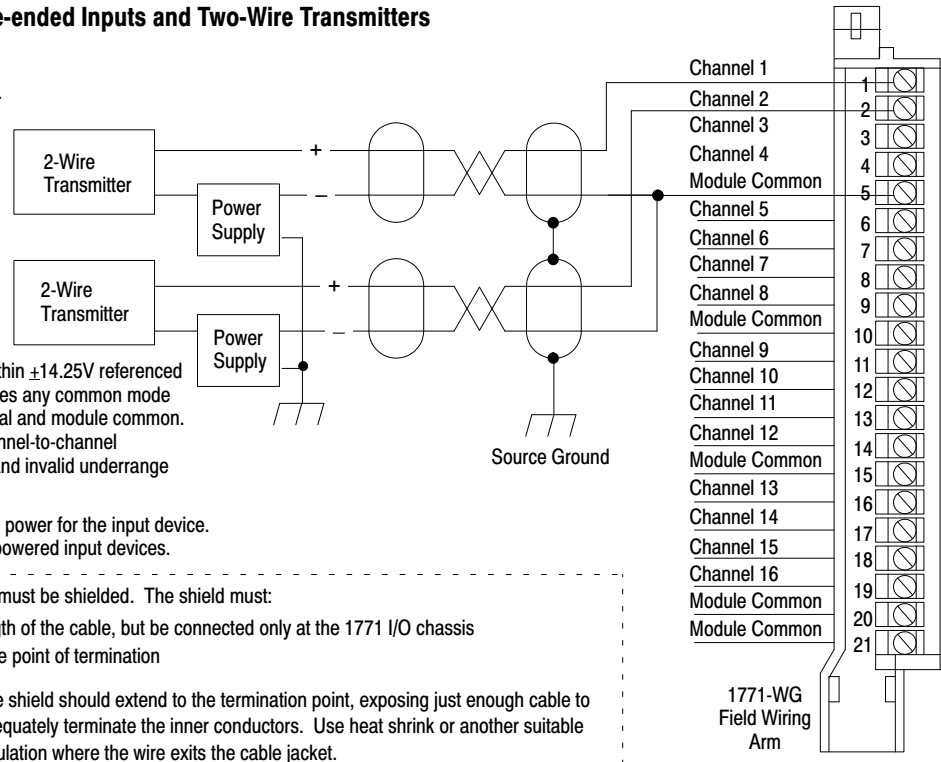 e-ended Inputs and Two-Wire Transmitters
2-Wire
Transmitter
+
–
Power
Supply
2-Wire
Transmitter
+
–
Power
Supply
Source Ground
Channel 1
Channel 2
Channel 3
Channel 4
Module Common
Channel 5
Channel 6
Channel 7
Channel 8
Module Common
Channel 9
Channel 10
Channel 11
Channel 12
Module Common
Channel 13
Channel 14
Channel 15
Channel 16
Module Common
Module Common
1
2
3
4
5
6
7
8
9
10
11
12
13
14
15
16
17
18
19
20
21
1771-WG
Field Wiring
Arm
thin ±14.25V referenced
es any common mode
al and module common.
nnel-to-channel
and invalid underrange
power for the input device.
powered input devices.
must be shielded. The shield must:
gth of the cable, but be connected only at the 1771 I/O chassis
e point of termination
e shield should extend to the termination point, exposing just enough cable to
equately terminate the inner conductors. Use heat shrink or another suitable
ulation where the wire exits the cable jacket.